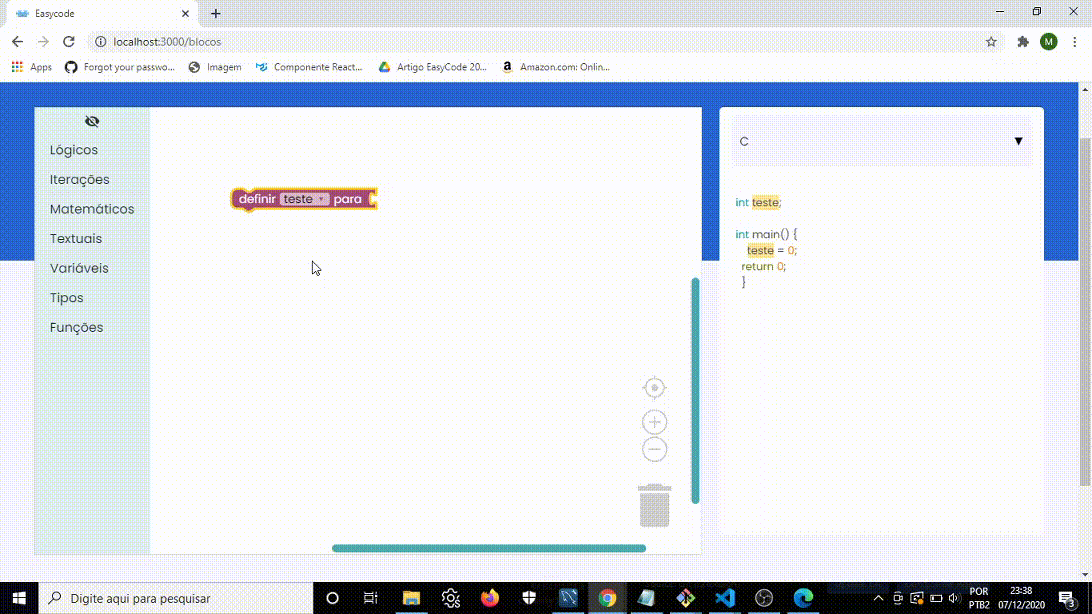 Easycode
localhost:3000/blocos
M
Apps
Forgot your passwo...
Imagem
Componente React...
Artigo EasyCode 20...
Amazon.com: Onlin...
Lógicos
Iterações
Matemáticos
Textuais
Variáveis
Tipos
Funções
definir teste para
C
int teste;
int main() {
teste = 0;
return 0;
}
Digite aqui para pesquisar
POR
PTB2
23:38
07/12/2020
3